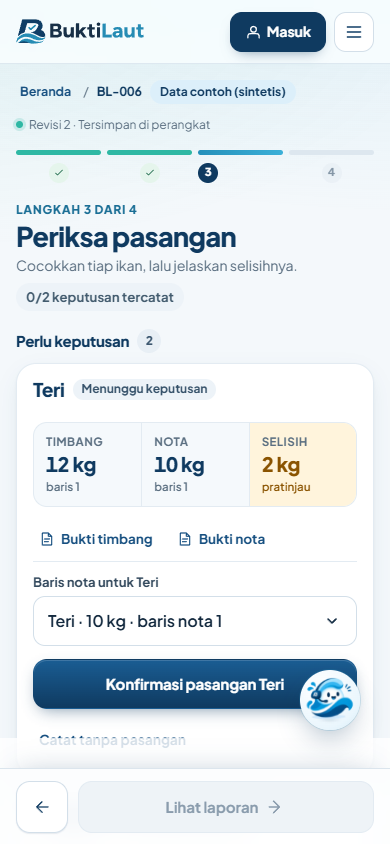 BuktiLaut
Masuk
Beranda / BL-006 Data contoh (sintetis)
Revisi 2 · Tersimpan di perangkat
3 4
LANGKAH 3 DARI 4
Periksa pasangan
Cocokkan tiap ikan, lalu jelaskan selisihnya.
0/2 keputusan tercatat
Perlu keputusan 2
Teri Menunggu keputusan
TIMBANG NOTA SELISIH
12 kg 10 kg 2 kg
baris 1 baris 1 pratinjau
Bukti timbang Bukti nota
Baris nota untuk Teri
Teri · 10 kg · baris nota 1
Konfirmasi pasangan Teri
Catat tanpa pasangan
Lihat laporan